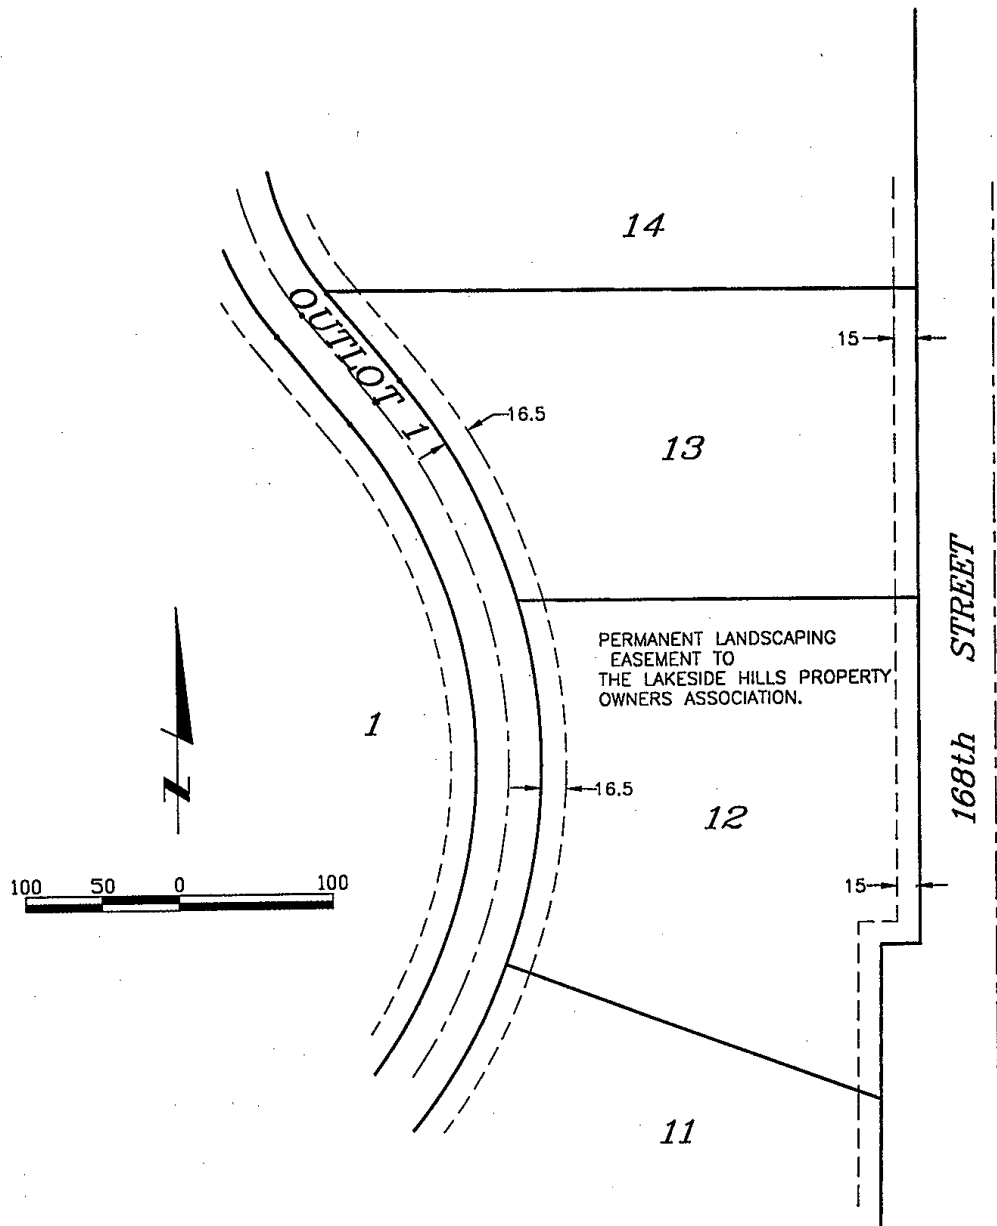 14
OUTLOT 1
15
16.5
13
168th STREET
PERMANENT LANDSCAPING
EASEMENT TO
THE LAKESIDE HILLS PROPERTY
OWNERS ASSOCIATION.
1
N
16.5
12
100 50 0 100
15
11